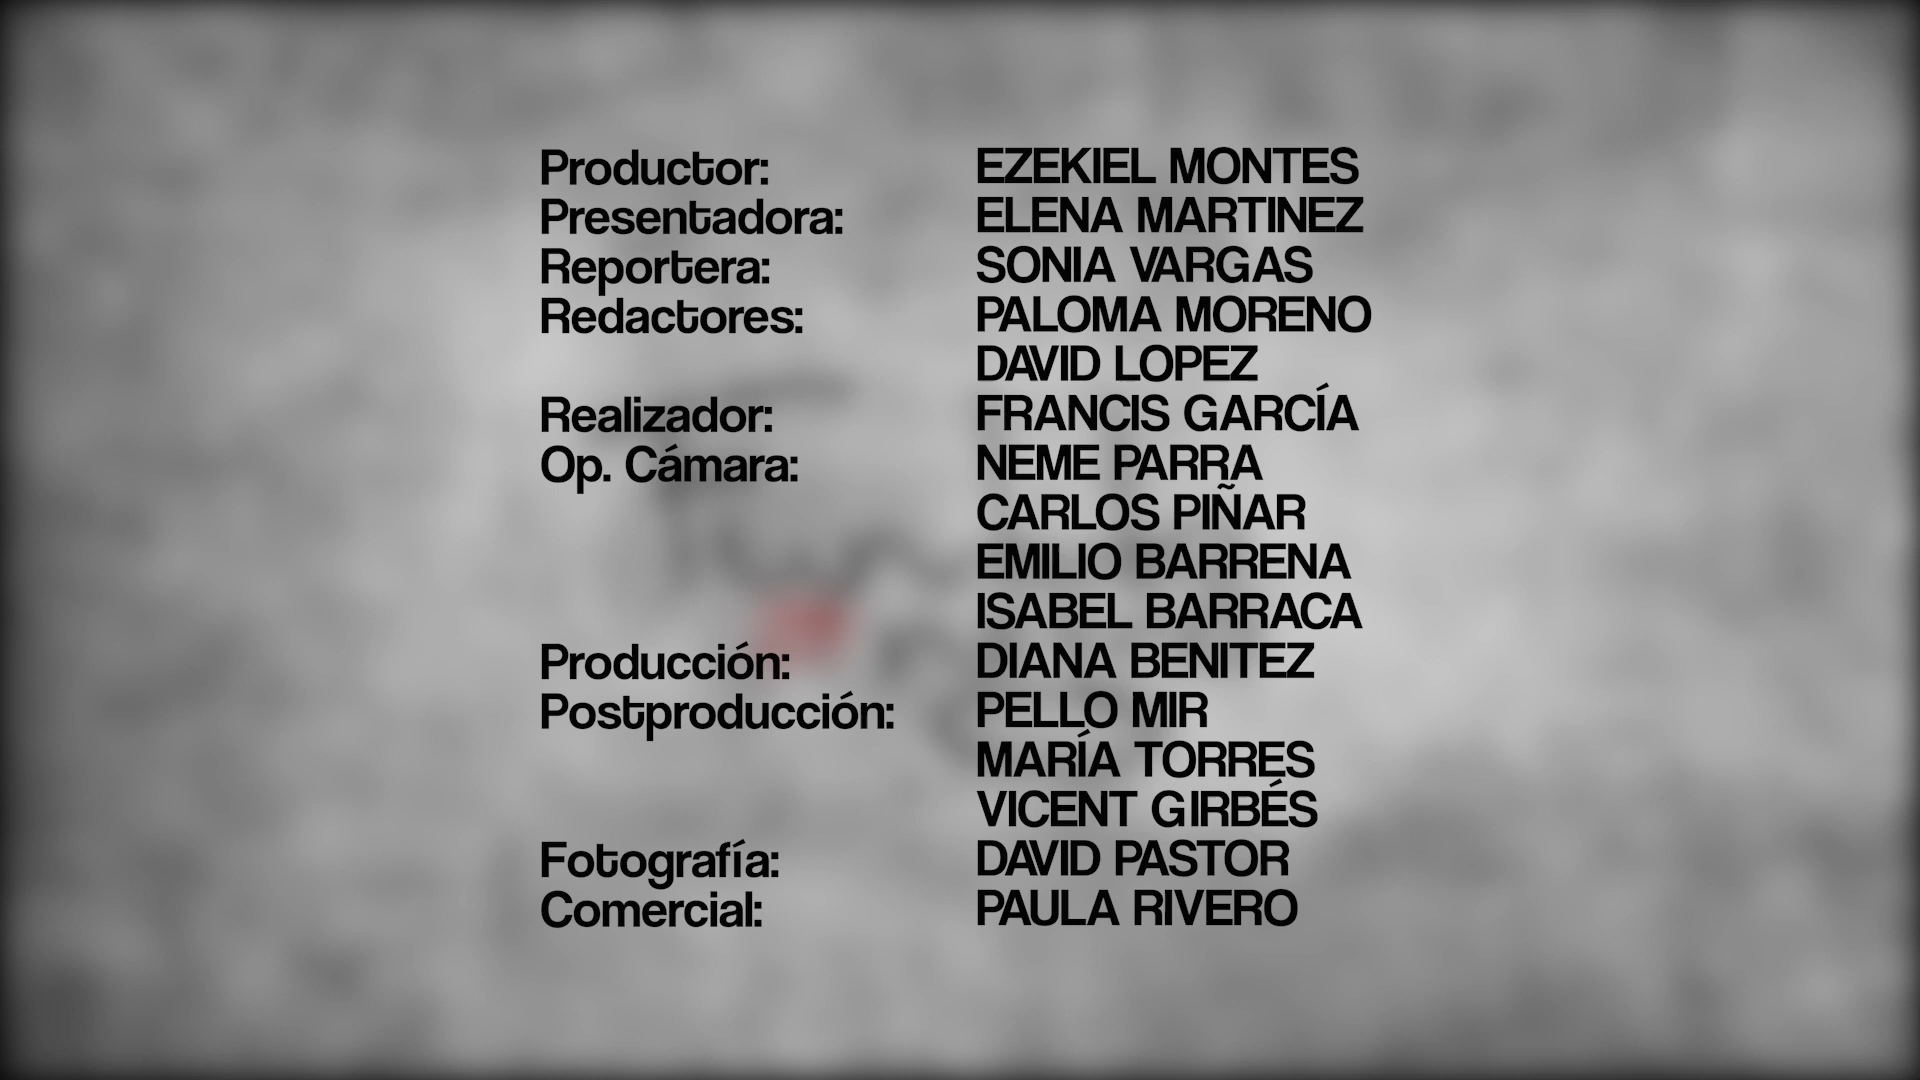 Productor: EZEKIEL MONTES
Presentadora: ELENA MARTINEZ
Reportera: SONIA VARGAS
Redactores: PALOMA MORENO
DAVID LOPEZ
Realizador: FRANCIS GARCÍA
Op. Cámara: NEME PARRA
CARLOS PIÑAR
EMILIO BARRENA
ISABEL BARRACA
Producción: DIANA BENITEZ
Postproducción: PELLO MIR
MARÍA TORRES
VICENT GIRBÉS
Fotografía: DAVID PASTOR
Comercial: PAULA RIVERO